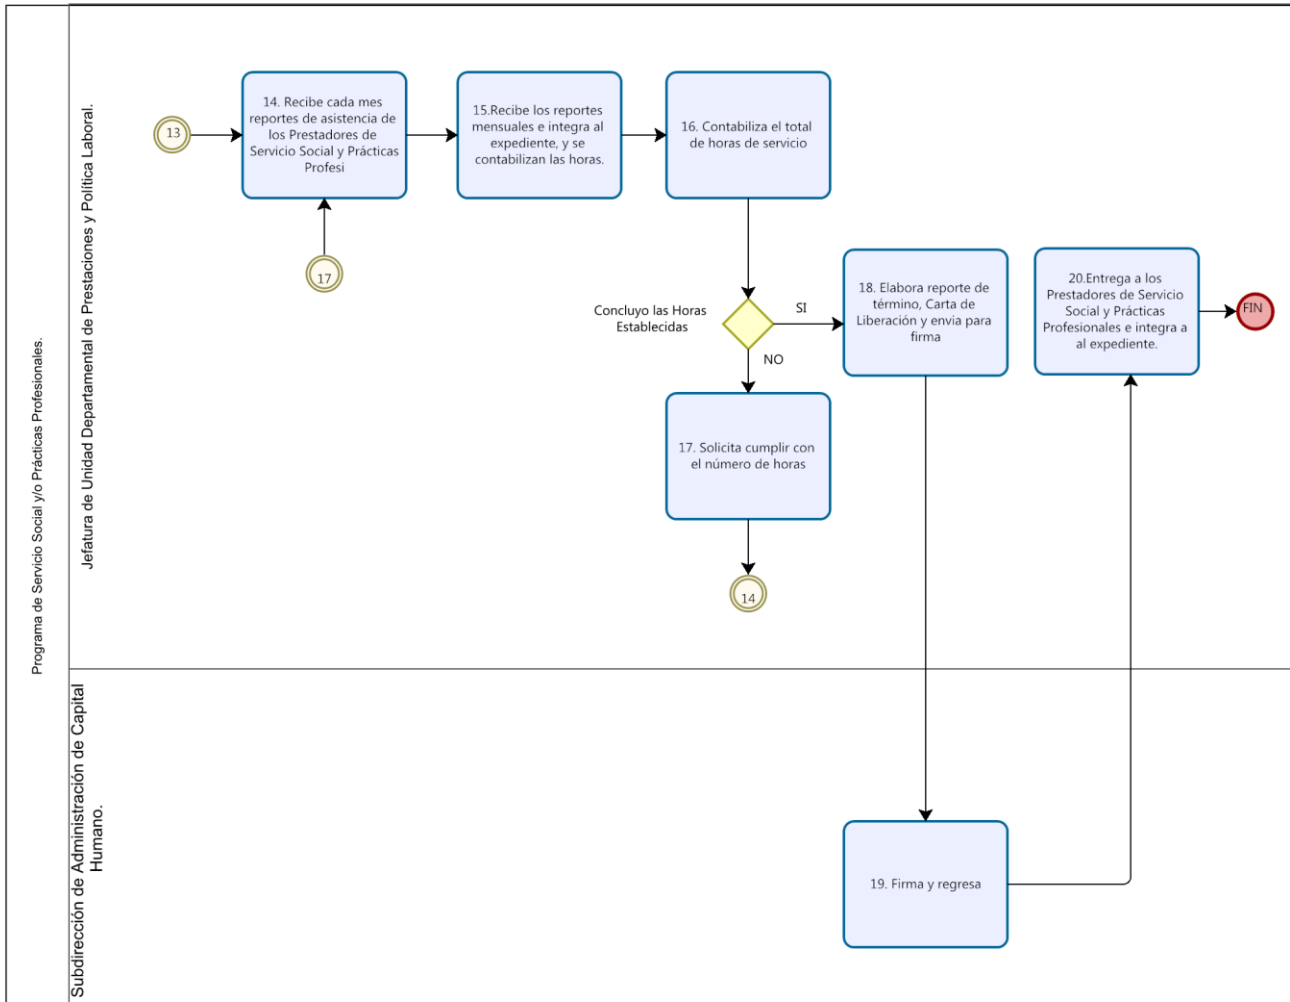 Programa de Servicio Social y/o Prácticas Profesionales.
Jefatura de Unidad Departamental de Prestaciones y Política Laboral.
13
14. Recibe cada mes
reportes de asistencia de
los Prestadores de
Servicio Social y Prácticas
Profesi
17
15.Recibe los reportes
mensuales e integra al
expediente, y se
contabilizan las horas.
16. Contabiliza el total
de horas de servicio
Concluyo las Horas
Establecidas
SI
NO
17. Solicita cumplir con
el número de horas
14
18. Elabora reporte de
término, Carta de
Liberación y envia para
firma
20.Entrega a los
Prestadores de Servicio
Social y Prácticas
Profesionales e integra a
al expediente.
FIN
Subdirección de Administración de Capital
Humano.
19. Firma y regresa